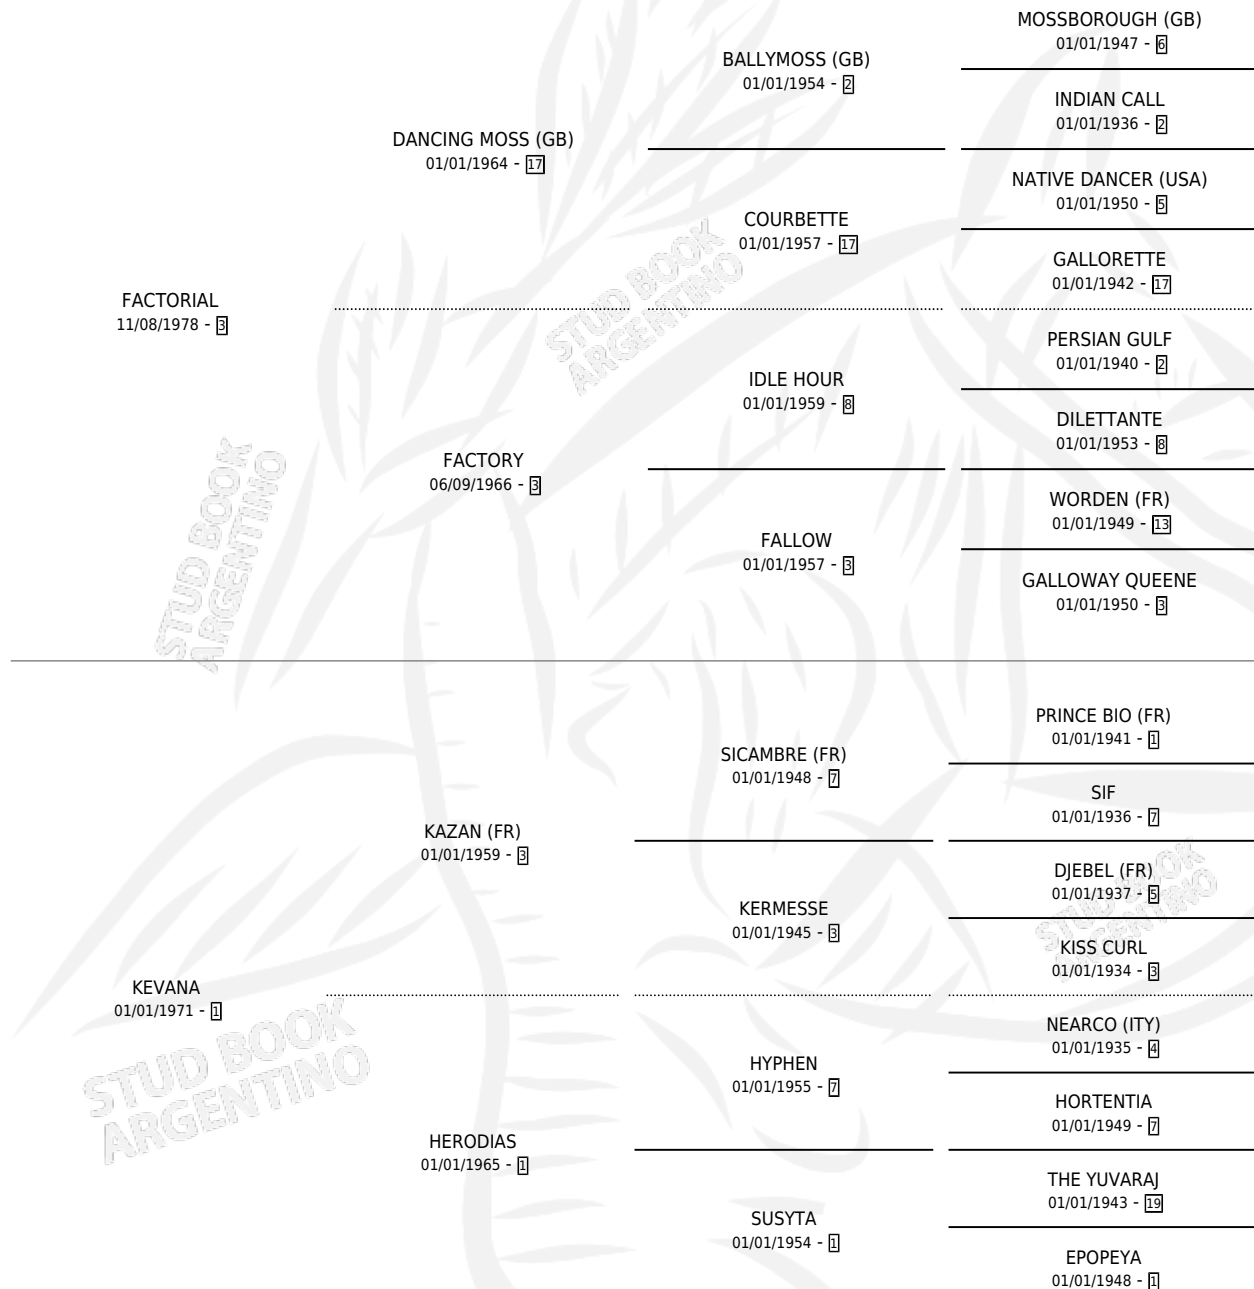 MOSSBOROUGH (GB)
01/01/1947 - 6
BALLYMOSS (GB)
01/01/1954 - 2
INDIAN CALL
01/01/1936 - 2
DANCING MOSS (GB)
01/01/1964 - 17
NATIVE DANCER (USA)
01/01/1950 - 5
COURBETTE
01/01/1957 - 17
GALLORETTE
01/01/1942 - 17
FACTORIAL
11/08/1978 - 3
PERSIAN GULF
01/01/1940 - 2
IDLE HOUR
01/01/1959 - 8
DILETTANTE
01/01/1953 - 8
FACTORY
06/09/1966 - 3
WORDEN (FR)
01/01/1949 - 13
FALLOW
01/01/1957 - 3
GALLOWAY QUEENE
01/01/1950 - 3
STUD BOOK
ARGENTINO
STUD BOOK
ARGENTINO
PRINCE BIO (FR)
01/01/1941 - 1
SICAMBRE (FR)
01/01/1948 - 7
SIF
01/01/1936 - 7
KAZAN (FR)
01/01/1959 - 3
DJEBEL (FR)
01/01/1937 - 5
KERMESSE
01/01/1945 - 3
KISS CURL
01/01/1934 - 3
KEVANA
01/01/1971 - 1
NEARCO (ITY)
01/01/1935 - 4
HYPHEN
01/01/1955 - 7
HORTENTIA
01/01/1949 - 7
HERODIAS
01/01/1965 - 1
THE YUVARAJ
01/01/1943 - 19
SUSYTA
01/01/1954 - 1
EPOPEYA
01/01/1948 - 1
STUD BOOK
ARGENTINO
STUD BOOK
ARGENTINO